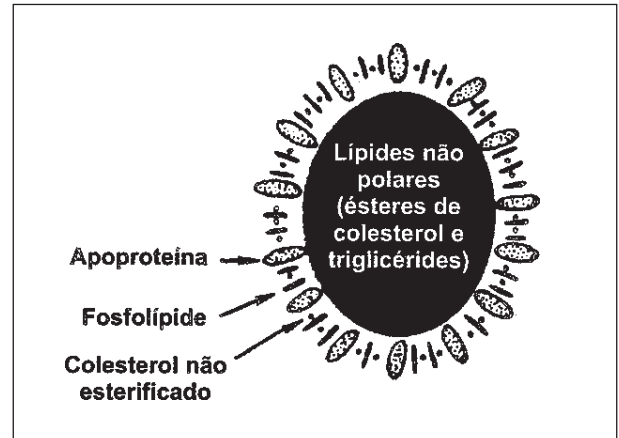 Lípides não
polares
(ésteres de
colesterol e
triglicérides)
Apoproteína
Fosfolípide
Colesterol não
esterificado